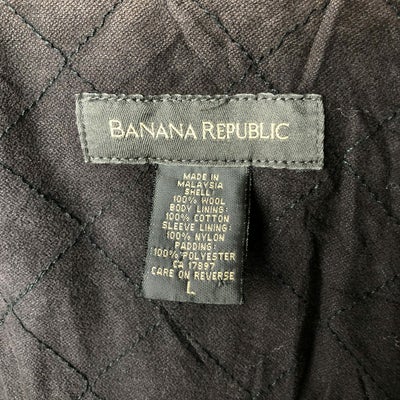 BANANA REPUBLIC
MADE IN
MALAYSIA
SHELL:
100% WOOL
BODY LINING:
100% COTTON
SLEEVE LINING:
100% NYLON
PADDING:
100% POLYESTER
CA 17897
CARE ON REVERSE
L